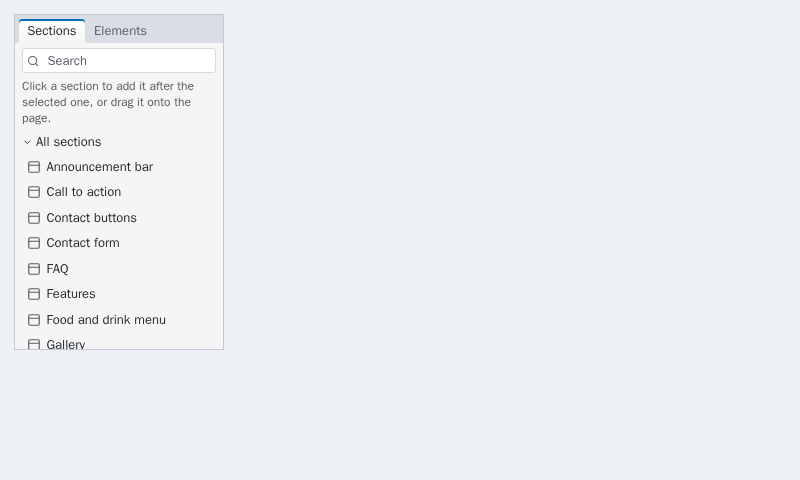 Sections Elements
Search
Click a section to add it after the
selected one, or drag it onto the
page.
All sections
Announcement bar
Call to action
Contact buttons
Contact form
FAQ
Features
Food and drink menu
Gallery